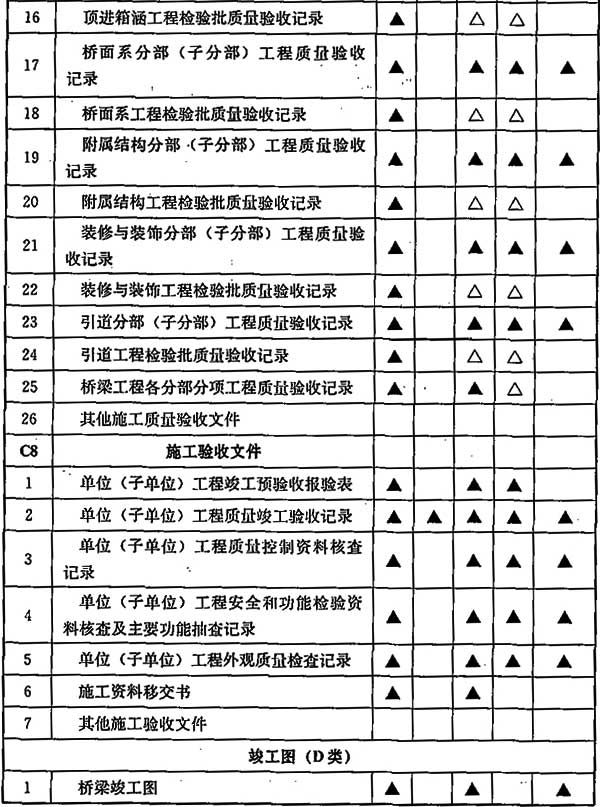 16 顶进箱涵工程检验批质量验收记录 ▲ △ △
17 桥面系分部（子分部）工程质量验收
记录 ▲ ▲ ▲ ▲
18 桥面系工程检验批质量验收记录 ▲ △ △
19 附属结构分部（子分部）工程质量验收
记录 ▲ ▲ ▲ ▲
20 附属结构工程检验批质量验收记录 ▲ △ △
21 装修与装饰分部（子分部）工程质量验
收记录 ▲ ▲ ▲ ▲
22 装修与装饰工程检验批质量验收记录 ▲ △ △
23 引道分部（子分部）工程质量验收记录 ▲ ▲ ▲ ▲
24 引道工程检验批质量验收记录 ▲ △ △
25 桥梁工程各分部分项工程质量验收记录 ▲ ▲ △
26 其他施工质量验收文件
C8 施工验收文件
1 单位（子单位）工程竣工预验收报验表 ▲ ▲ ▲
2 单位（子单位）工程质量竣工验收记录 ▲ ▲ ▲ ▲ ▲
3 单位（子单位）工程质量控制资料核查
记录 ▲ ▲ ▲ ▲
4 单位（子单位）工程安全和功能检验资
料核查及主要功能抽查记录 ▲ ▲ ▲ ▲
5 单位（子单位）工程外观质量检查记录 ▲ ▲ ▲ ▲
6 施工资料移交书 ▲ ▲
7 其他施工验收文件
竣工图（D类）
1 桥梁竣工图 ▲ ▲ ▲